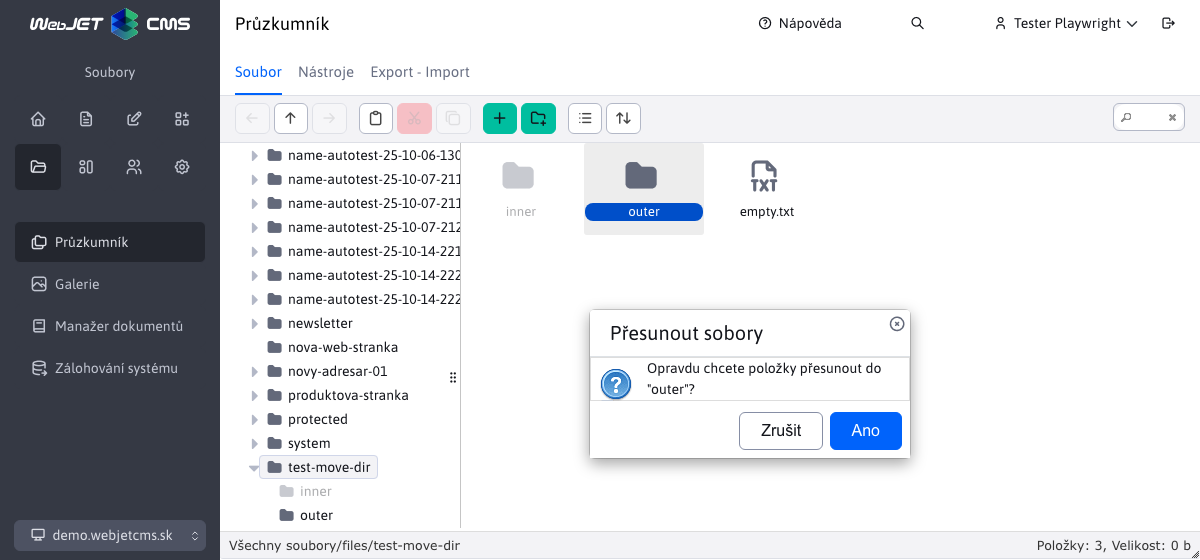 WebJET CMS
Průzkumník
Nápověda
Tester Playwright
Soubory
Soubor Nástroje Export - Import
Průzkumník
Galerie
Manažer dokumentů
Zálohování systému
demo.webjetcms.sk
name-autotest-25-10-06-130
name-autotest-25-10-07-211
name-autotest-25-10-07-211
name-autotest-25-10-07-212
name-autotest-25-10-14-221
name-autotest-25-10-14-222
name-autotest-25-10-14-222
newsletter
nova-web-stranka
novy-adresar-01
produktova-stranka
protected
system
test-move-dir
inner
outer
inner
outer
TXT
empty.txt
Přesunout sobory
Opravdu chcete položky přesunout do
"outer"?
Zrušit
Ano
Všechny soubory/files/test-move-dir
Položky: 3, Velikost: 0 b